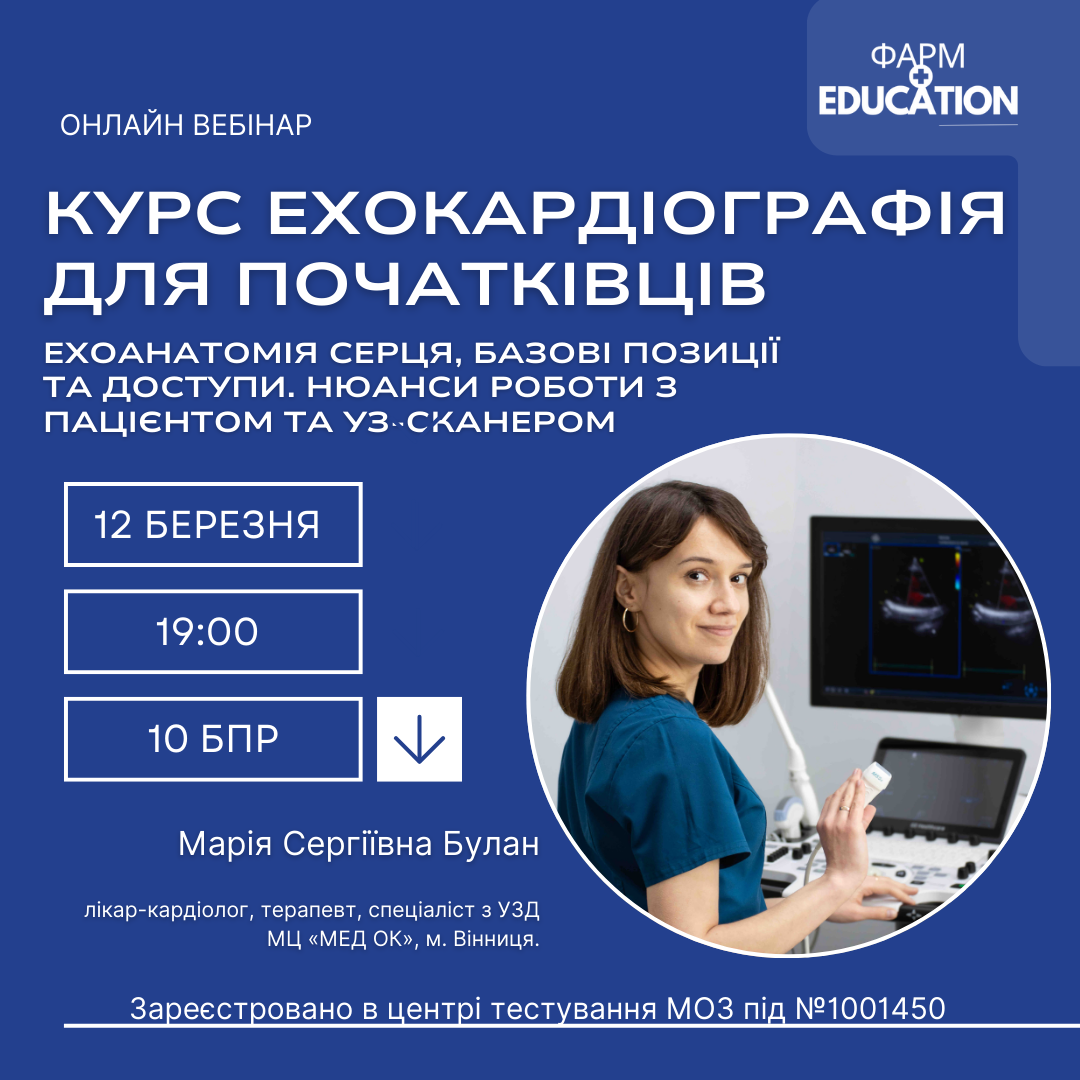 ФАРМ
EDUCATION
ОНЛАЙН ВЕБІНАР
КУРС ЕХОКАРДІОГРАФІЯ
ДЛЯ ПОЧАТКІВЦІВ
ЕХОАНАТОМІЯ СЕРЦЯ, БАЗОВІ ПОЗИЦІЇ
ТА ДОСТУПИ. НЮАНСИ РОБОТИ З
ПАЦІЄНТОМ ТА УЗ-СКАНЕРОМ
12 БЕРЕЗНЯ
19:00
10 БПР
Марія Сергіївна Булан
лікар-кардіолог, терапевт, спеціаліст з УЗД
МЦ «МЕД ОК», м. Вінниця.
Зареєстровано в центрі тестування МОЗ під №1001450